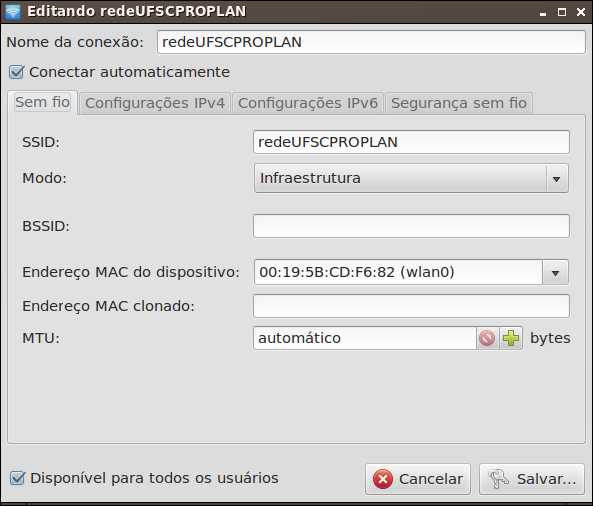 Editando redeUFSCPROPLAN
Nome da conexão: redeUFSCPROPLAN
Conectar automaticamente
Sem fio Configurações IPv4 Configurações IPv6 Segurança sem fio
SSID: redeUFSCPROPLAN
Modo: Infraestrutura
BSSID:
Endereço MAC do dispositivo: 00:19:5B:CD:F6:82 (wlan0)
Endereço MAC clonado:
MTU: automático bytes
Disponível para todos os usuários Cancelar Salvar...